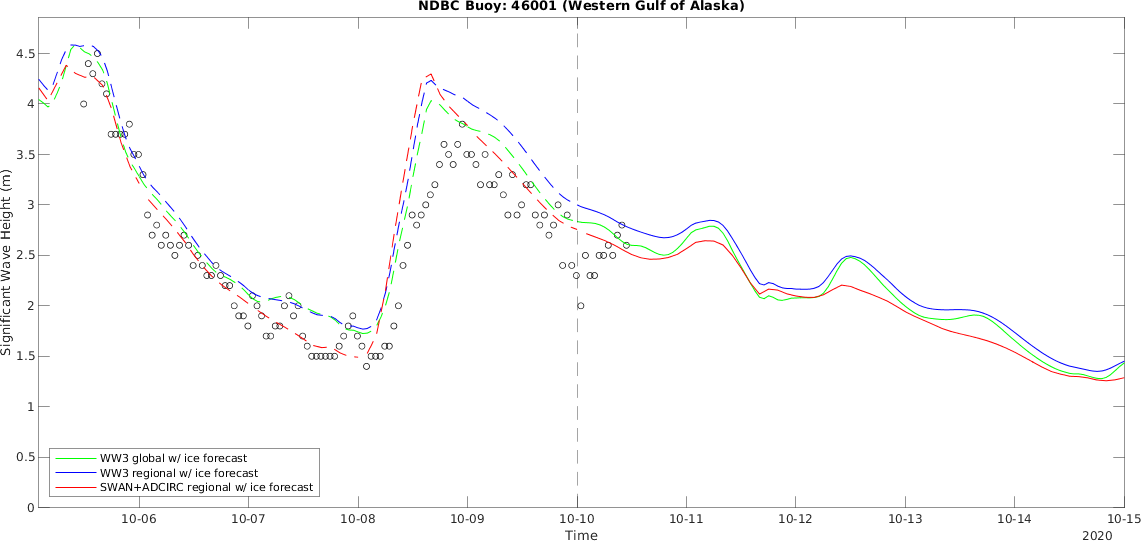 NDBC Buoy: 46001 (Western Gulf of Alaska)
Significant Wave Height (m)
4.5
4
3.5
3
2.5
2
1.5
1
0.5
0
WW3 global w/ ice forecast
WW3 regional w/ ice forecast
SWAN+ADCIRC regional w/ ice forecast
10-06 10-07 10-08 10-09 10-10 10-11 10-12 10-13 10-14 10-15
Time
2020